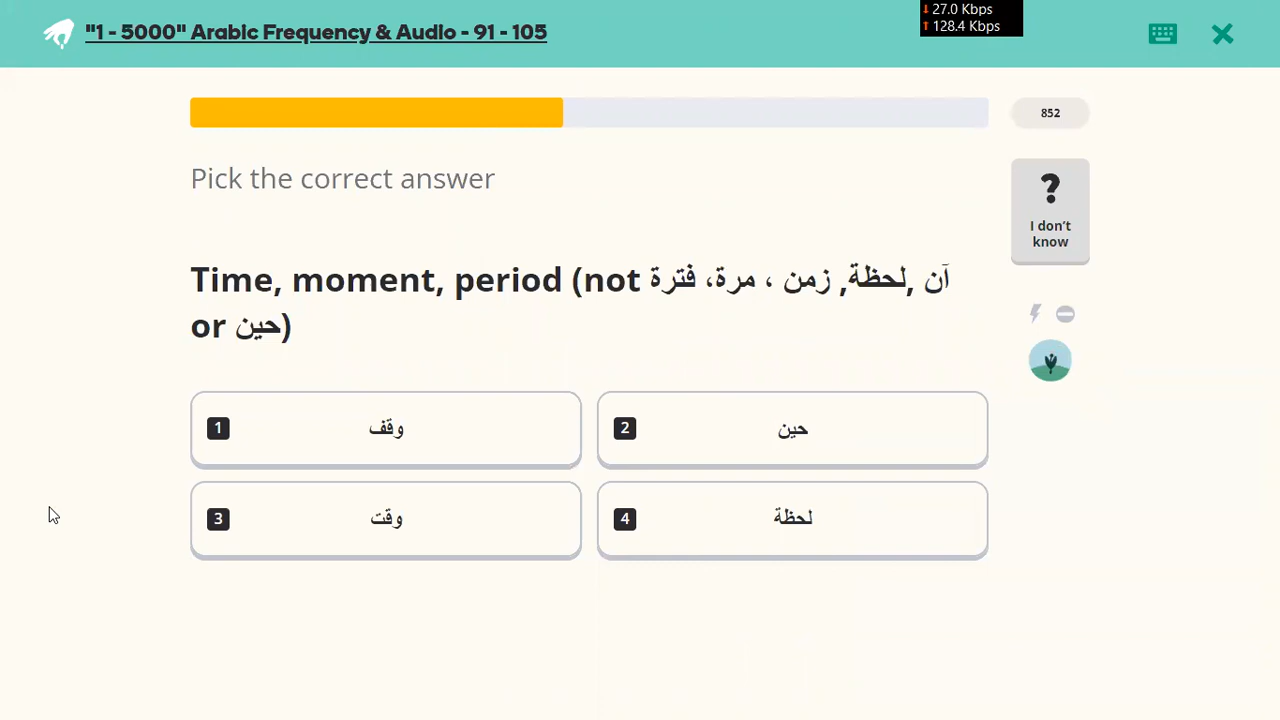 ↓ 27.0 Kbps
↑ 128.4 Kbps
"1 - 5000" Arabic Frequency & Audio - 91 - 105
852
Pick the correct answer
? I don't know
Time, moment, period (not آن ,لحظة, زمن ، مرة، فترة
or حين)
1 وقف
2 حين
3 وقت
4 لحظة